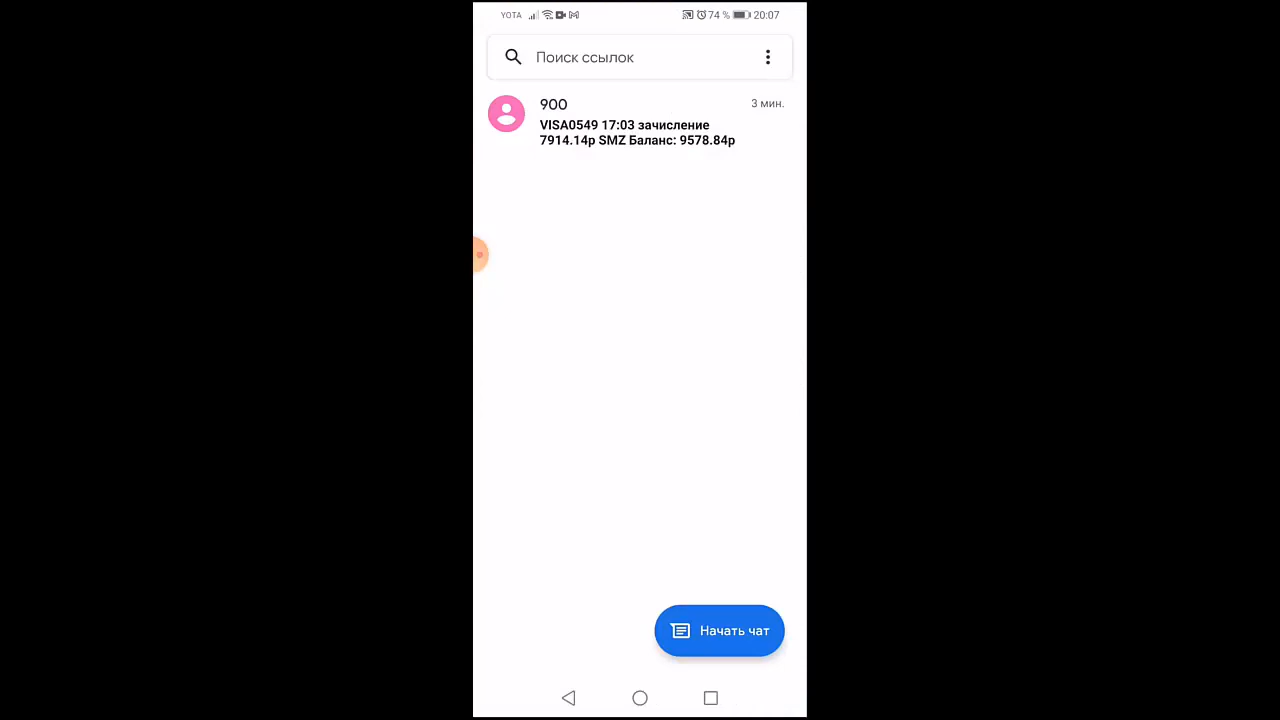 YOTA 74 % 20:07
Поиск ссылок
900 3 мин.
VISA0549 17:03 зачисление
7914.14р SMZ Баланс: 9578.84р
Начать чат